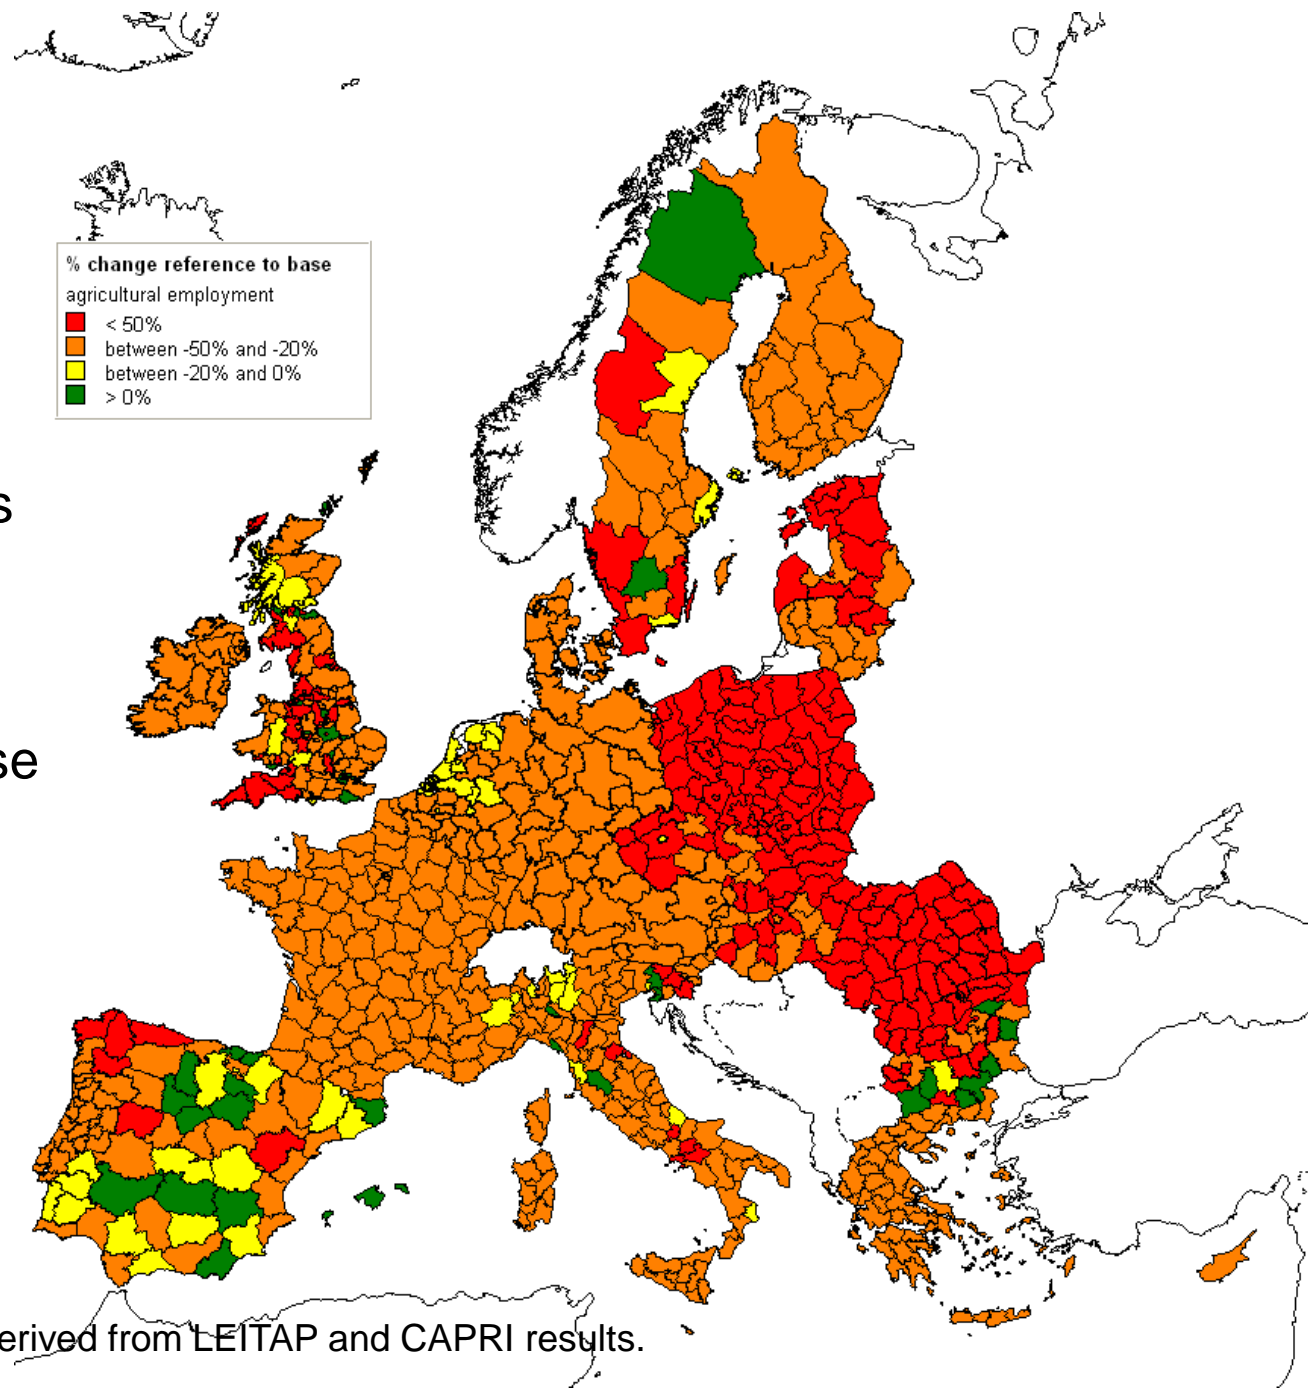 % change reference to base
agricultural employment
< 50%
between -50% and -20%
between -20% and 0%
> 0%
s
se
erived from LEITAP and CAPRI results.